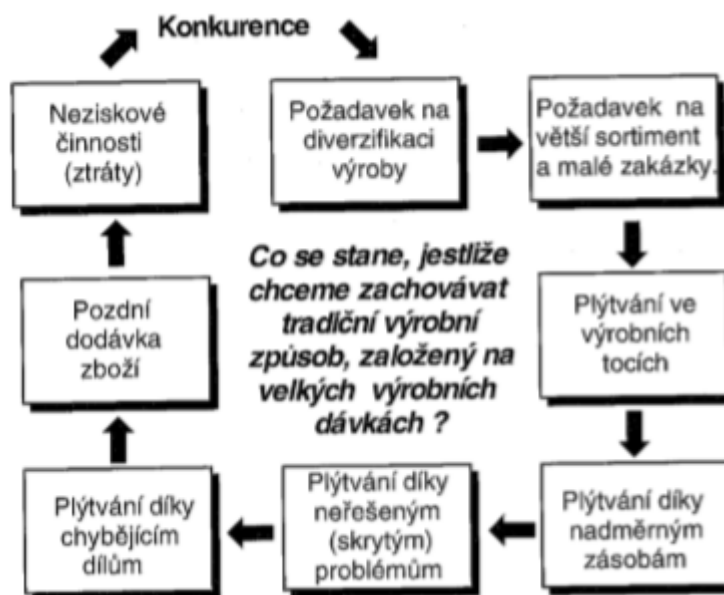 Konkurence
Požadavek na
diverzifikaci
výroby
Požadavek na
větší sortiment
a malé zakázky.
Plýtvání ve
výrobních
tocích
Plýtvání díky
nadměrným
zásobám
Plýtvání díky
neřešeným
(skrytým)
problémům
Plýtvání díky
chybějícím
dílům
Pozdní
dodávka
zboží
Neziskové
činnosti
(ztráty)
Co se stane, jestliže
chceme zachovávat
tradiční výrobní
způsob, založený na
velkých výrobních
dávkách ?